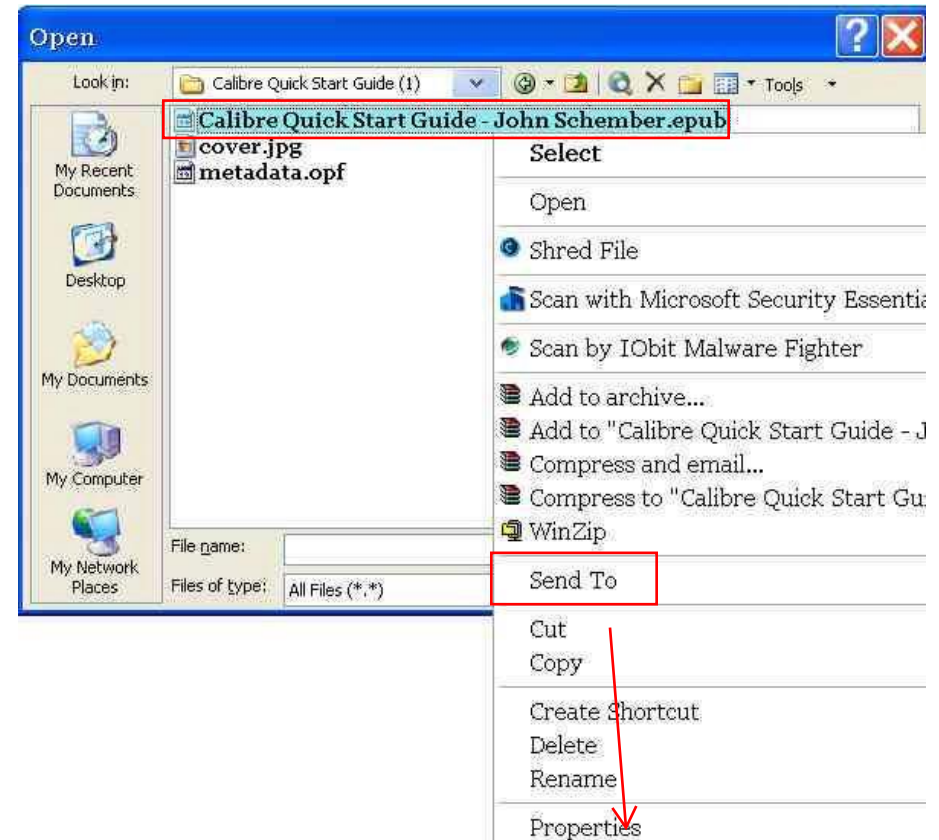 Open
Look in:
Calibre Quick Start Guide (1)
Tools
Calibre Quick Start Guide - John Schember.epub
cover.jpg
metadata.opf
My Recent
Documents
Desktop
My Documents
My Computer
My Network
Places
File name:
Files of type:
All Files (*.*)
Select
Open
Shred File
Scan with Microsoft Security Essentia
Scan by IObit Malware Fighter
Add to archive...
Add to "Calibre Quick Start Guide - J
Compress and email...
Compress to "Calibre Quick Start Gui
WinZip
Send To
Cut
Copy
Create Shortcut
Delete
Rename
Properties